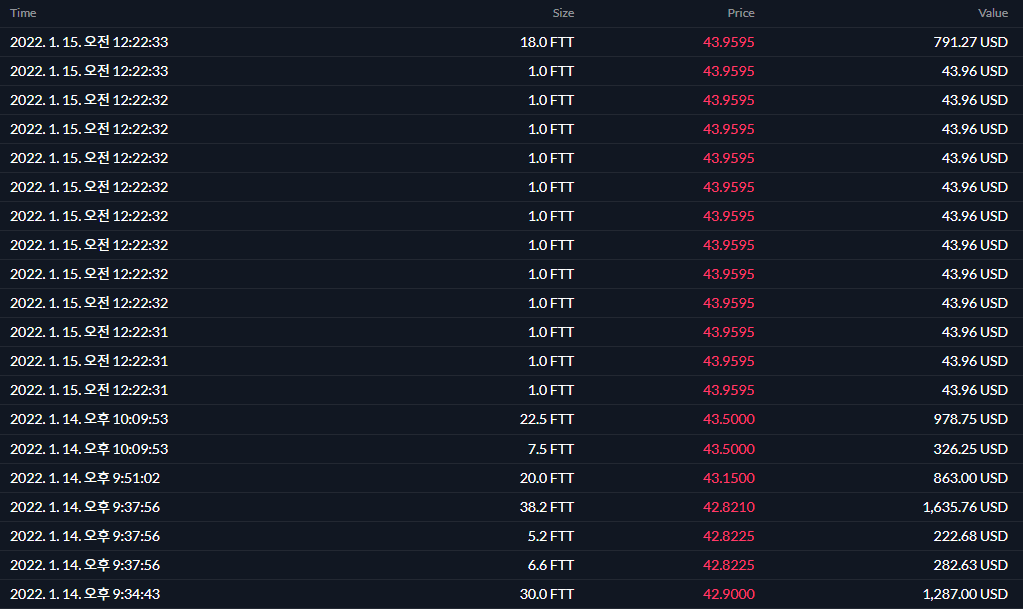 Time Size Price Value
2022. 1. 15. 오전 12:22:33 18.0 FTT 43.9595 791.27 USD
2022. 1. 15. 오전 12:22:33 1.0 FTT 43.9595 43.96 USD
2022. 1. 15. 오전 12:22:32 1.0 FTT 43.9595 43.96 USD
2022. 1. 15. 오전 12:22:32 1.0 FTT 43.9595 43.96 USD
2022. 1. 15. 오전 12:22:32 1.0 FTT 43.9595 43.96 USD
2022. 1. 15. 오전 12:22:32 1.0 FTT 43.9595 43.96 USD
2022. 1. 15. 오전 12:22:32 1.0 FTT 43.9595 43.96 USD
2022. 1. 15. 오전 12:22:32 1.0 FTT 43.9595 43.96 USD
2022. 1. 15. 오전 12:22:32 1.0 FTT 43.9595 43.96 USD
2022. 1. 15. 오전 12:22:32 1.0 FTT 43.9595 43.96 USD
2022. 1. 15. 오전 12:22:31 1.0 FTT 43.9595 43.96 USD
2022. 1. 15. 오전 12:22:31 1.0 FTT 43.9595 43.96 USD
2022. 1. 15. 오전 12:22:31 1.0 FTT 43.9595 43.96 USD
2022. 1. 14. 오후 10:09:53 22.5 FTT 43.5000 978.75 USD
2022. 1. 14. 오후 10:09:53 7.5 FTT 43.5000 326.25 USD
2022. 1. 14. 오후 9:51:02 20.0 FTT 43.1500 863.00 USD
2022. 1. 14. 오후 9:37:56 38.2 FTT 42.8210 1,635.76 USD
2022. 1. 14. 오후 9:37:56 5.2 FTT 42.8225 222.68 USD
2022. 1. 14. 오후 9:37:56 6.6 FTT 42.8225 282.63 USD
2022. 1. 14. 오후 9:34:43 30.0 FTT 42.9000 1,287.00 USD